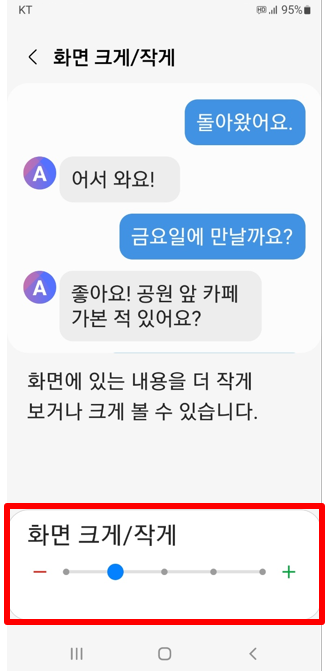 KT
95%
화면 크게/작게
돌아왔어요.
A
어서 와요!
금요일에 만날까요?
A
좋아요! 공원 앞 카페
가본 적 있어요?
화면에 있는 내용을 더 작게
보거나 크게 볼 수 있습니다.
화면 크게/작게